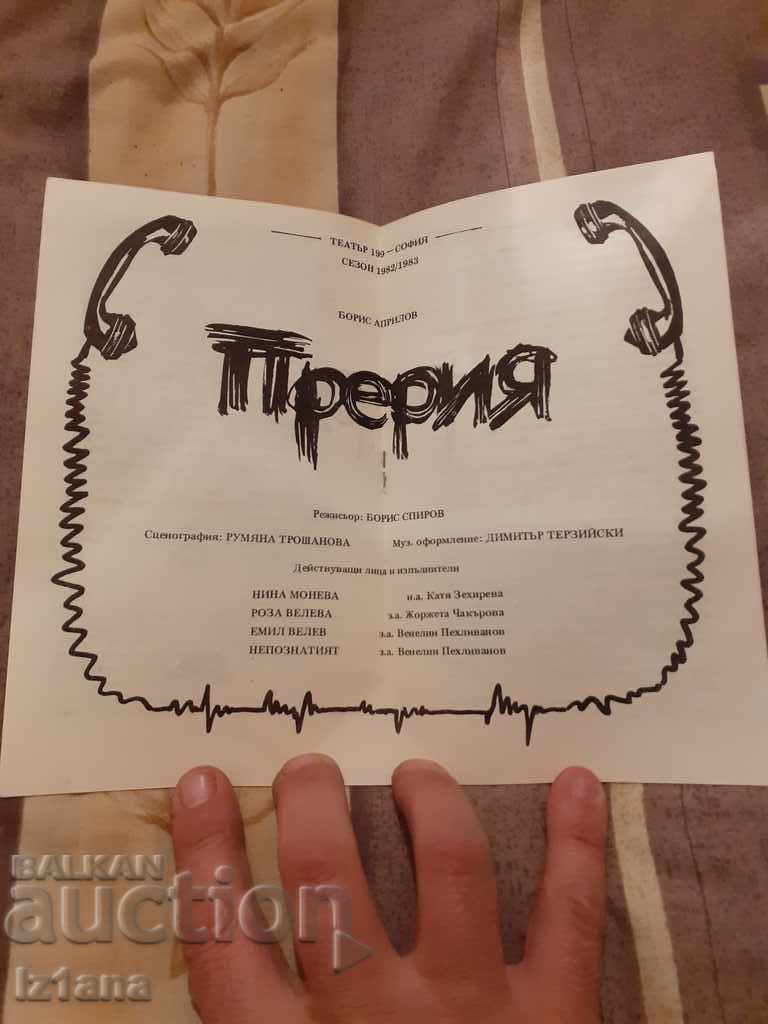 ТЕАТЪР 199 — СОФИЯ
СЕЗОН 1982/1983
БОРИС АПРИЛОВ
Прерия
Режисьор: БОРИС СПИРОВ
Сценография: РУМЯНА ТРОШАНОВА Муз. оформление: ДИМИТЪР ТЕРЗИЙСКИ
Действуващи лица и изпълнители
НИНА МОНЕВА н.а. Катя Зехирева
РОЗА ВЕЛЕВА з.а. Жоржета Чакърова
ЕМИЛ ВЕЛЕВ з.а. Венелин Пехливанов
НЕПОЗНАТИЯТ з.а. Венелин Пехливанов
BALKAN
auction
Iz1ana